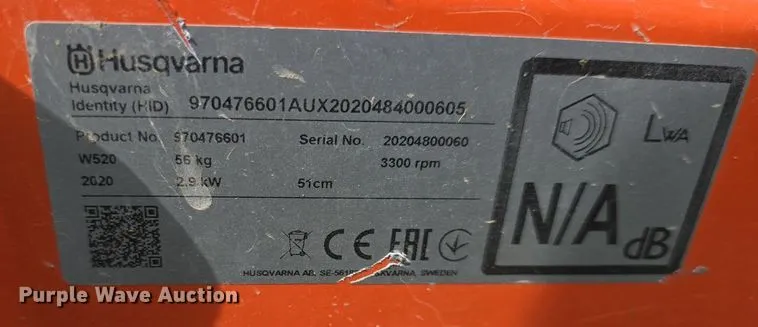 Husqvarna
Husqvarna
Identity (HID) 970476601AUX2020484000605
Product No. 970476601 Serial No. 20204800060
W520 56 kg 3300 rpm
2020 2.9 kW 51cm
CE EAC
HUSQVARNA AB, SE-561 HUSKVARNA, SWEDEN
LWA
N/A dB
Purple Wave Auction